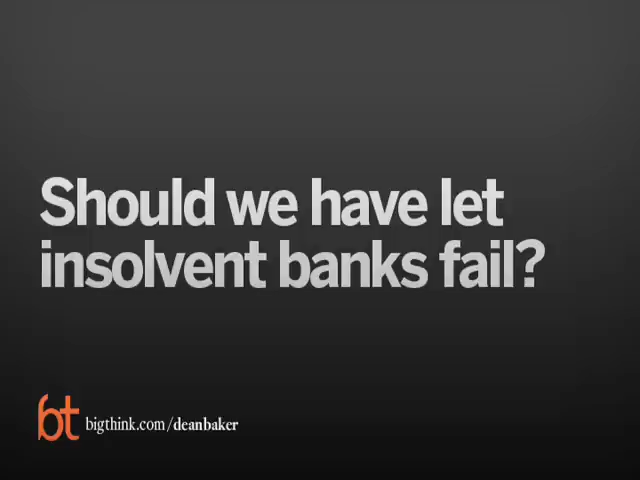 Should we have let
insolvent banks fail?
bt bigthink.com/deanbaker